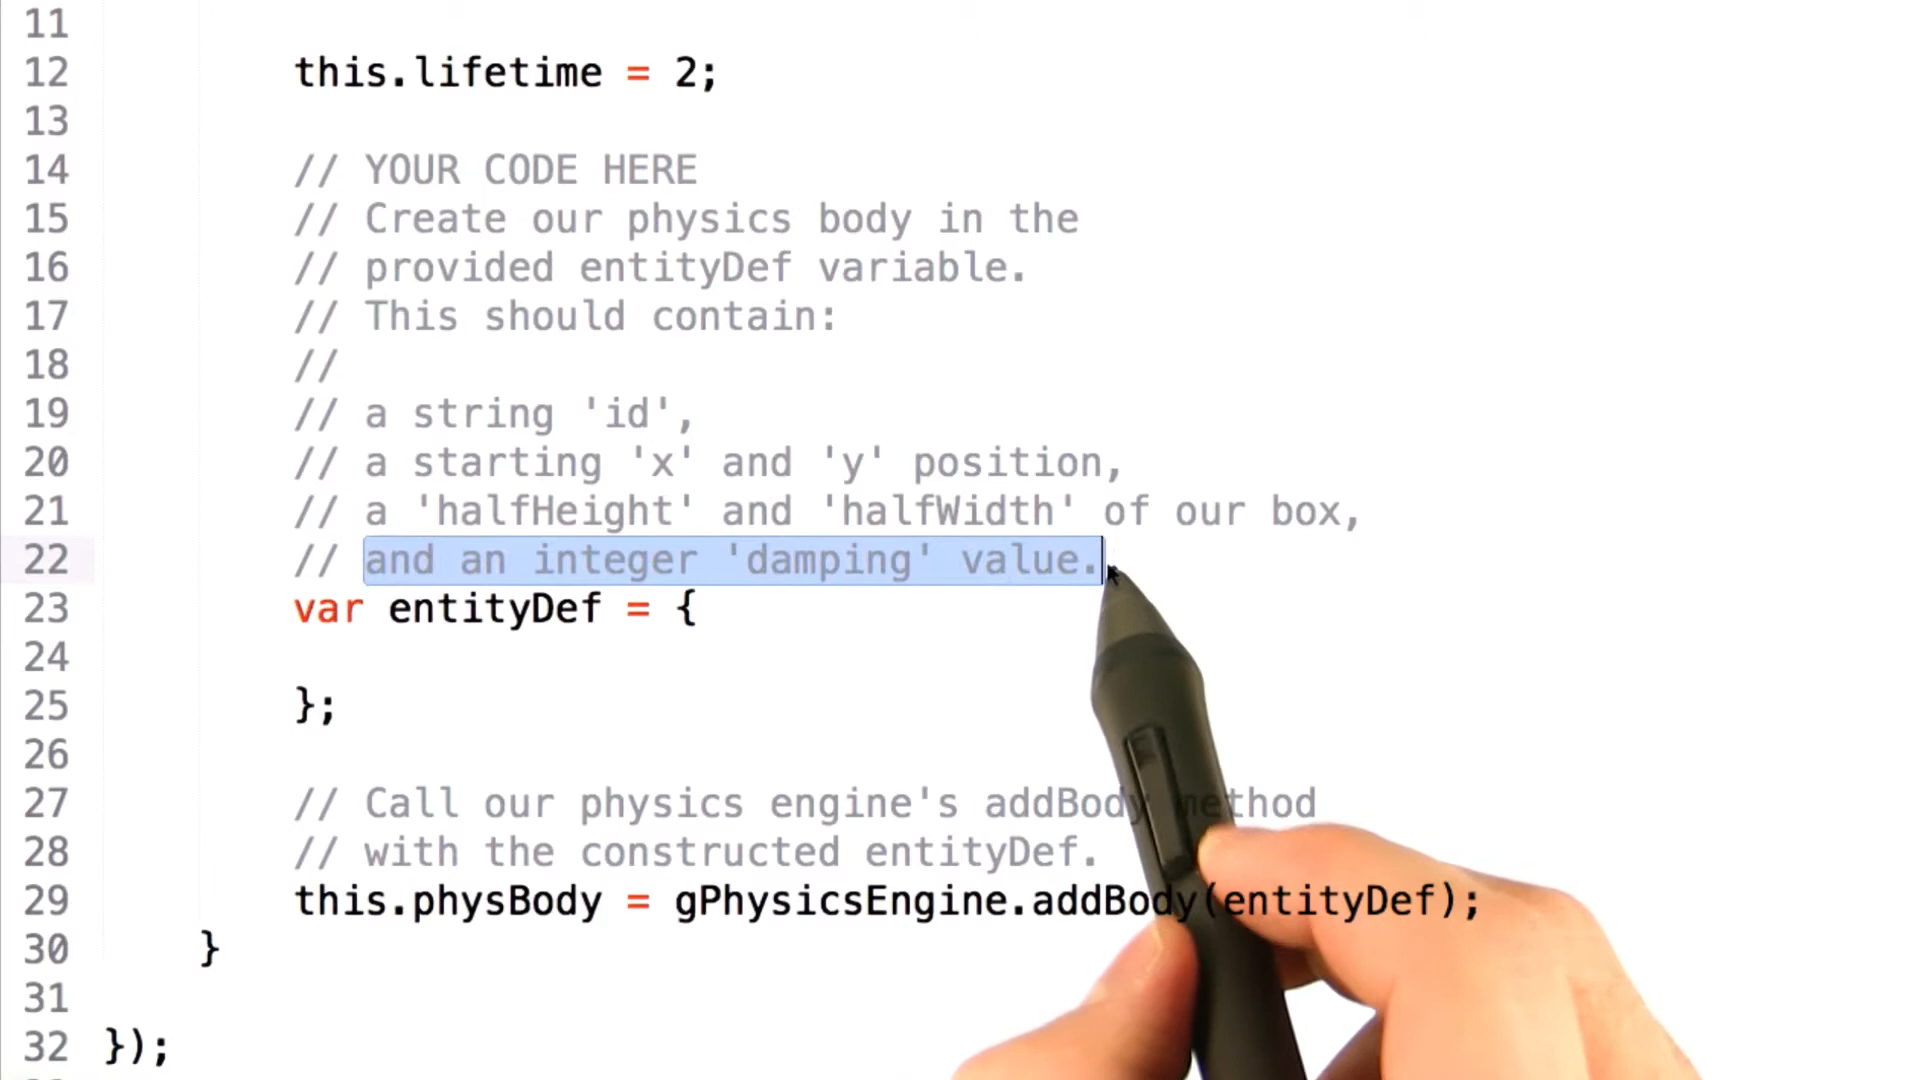 11
12 this.lifetime = 2;
13
14 // YOUR CODE HERE
15 // Create our physics body in the
16 // provided entityDef variable.
17 // This should contain:
18 //
19 // a string 'id',
20 // a starting 'x' and 'y' position,
21 // a 'halfHeight' and 'halfWidth' of our box,
22 // and an integer 'damping' value.
23 var entityDef = {
24
25 };
26
27 // Call our physics engine's addBody method
28 // with the constructed entityDef.
29 this.physBody = gPhysicsEngine.addBody(entityDef);
30 }
31
32 });